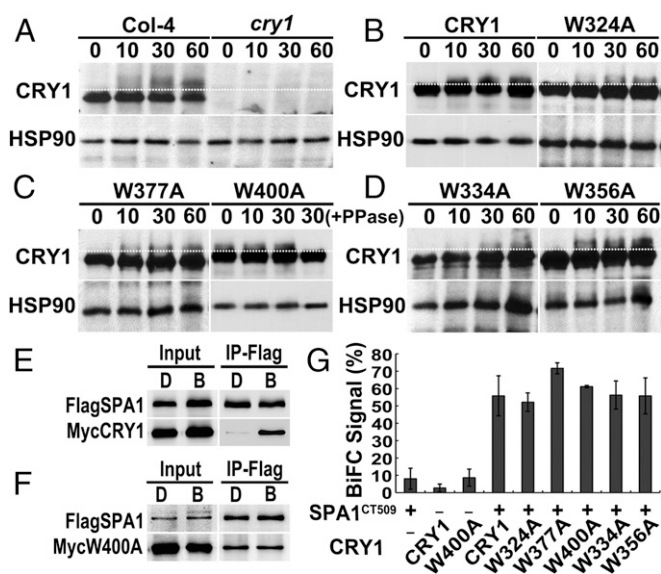 A Col-4 cry1 B CRY1 W324A
0 10 30 60 0 10 30 60 0 10 30 60 0 10 30 60
CRY1 CRY1
HSP90 HSP90
C W377A W400A D W334A W356A
0 10 30 60 0 10 30 30(+PPase) 0 10 30 60 0 10 30 60
CRY1 CRY1
HSP90 HSP90
E Input IP-Flag
D B D B
FlagSPA1
MycCRY1
F Input IP-Flag
D B D B
FlagSPA1
MycW400A
G
BiFC Signal (%)
80
70
60
50
40
30
20
10
0
SPA1CT509 + – – + + + + + +
CRY1 – CRY1 W400A CRY1 W324A W377A W400A W334A W356A